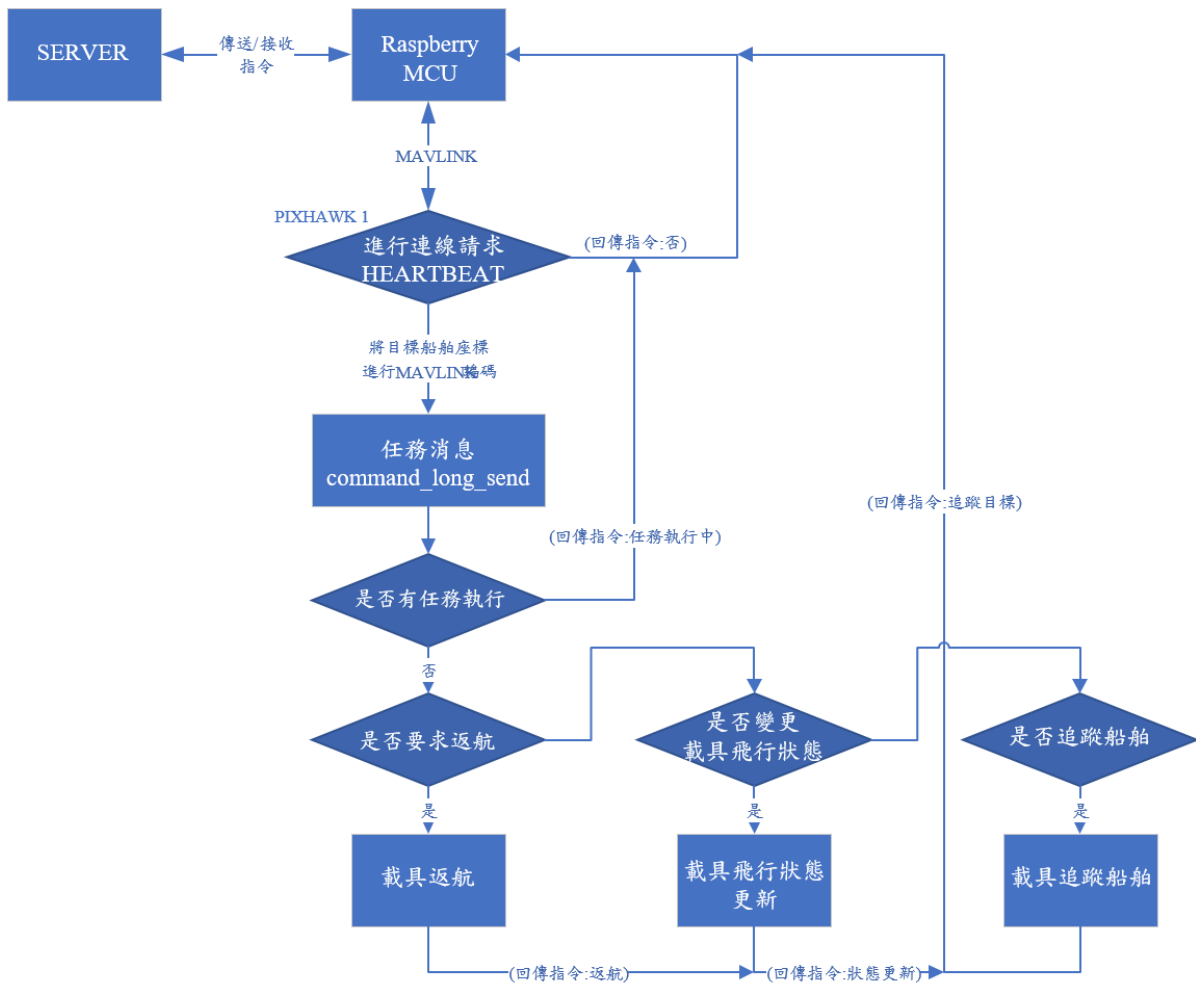 SERVER
傳送/接收
指令
Raspberry
MCU
MAVLINK
PIXHAWK 1
進行連線請求
HEARTBEAT
(回傳指令:否)
將目標船舶座標
進行MAVLINK編碼
任務消息
command_long_send
(回傳指令:追蹤目標)
(回傳指令:任務執行中)
是否有任務執行
否
是否要求返航
是否變更
載具飛行狀態
是否追蹤船舶
是
是
是
載具返航
載具飛行狀態
更新
載具追蹤船舶
(回傳指令:返航)
(回傳指令:狀態更新)